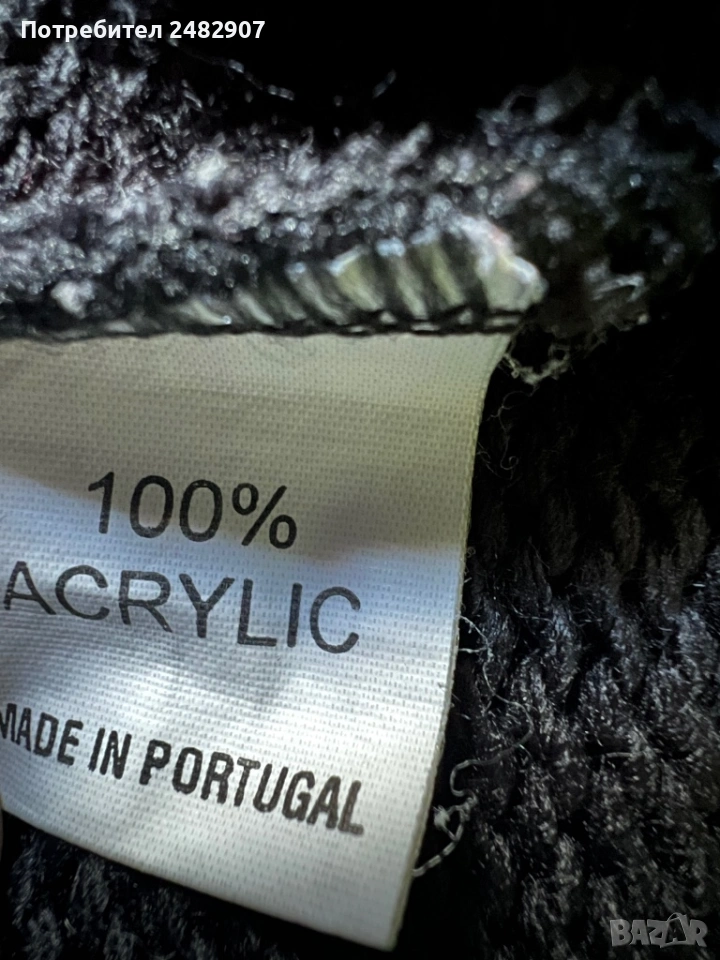 Потребител 2482907
100%
ACRYLIC
MADE IN PORTUGAL
BAZAR